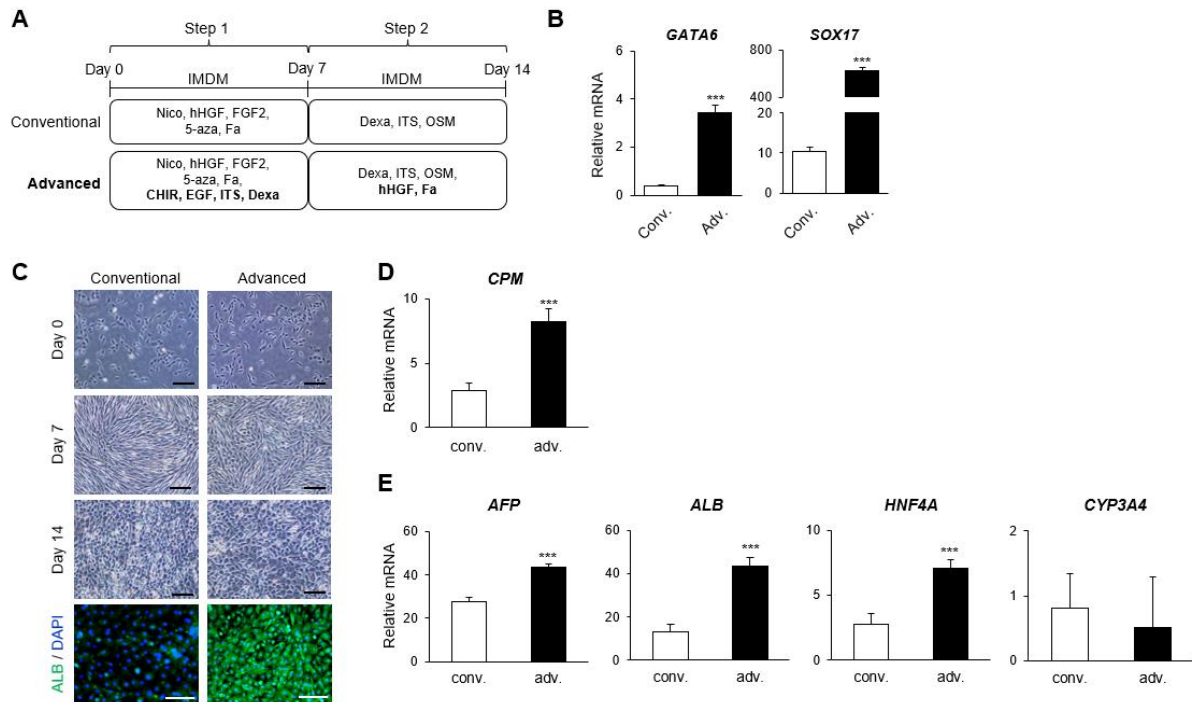 A
Step 1
Step 2
Day 0
Day 7
Day 14
IMDM
IMDM
Conventional
Nico, hHGF, FGF2,
5-aza, Fa
Dexa, ITS, OSM
Advanced
Nico, hHGF, FGF2,
5-aza, Fa,
CHIR, EGF, ITS, Dexa
Dexa, ITS, OSM,
hHGF, Fa
B
GATA6
Relative mRNA
6
4
2
0
***
Conv.
Adv.
SOX17
800
400
20
10
0
***
Conv.
Adv.
C
Conventional
Advanced
Day 0
Day 7
Day 14
ALB / DAPI
D
CPM
Relative mRNA
10
5
0
***
conv.
adv.
E
AFP
Relative mRNA
60
40
20
0
***
conv.
adv.
ALB
60
40
20
0
***
conv.
adv.
HNF4A
10
5
0
***
conv.
adv.
CYP3A4
2
1
0
conv.
adv.